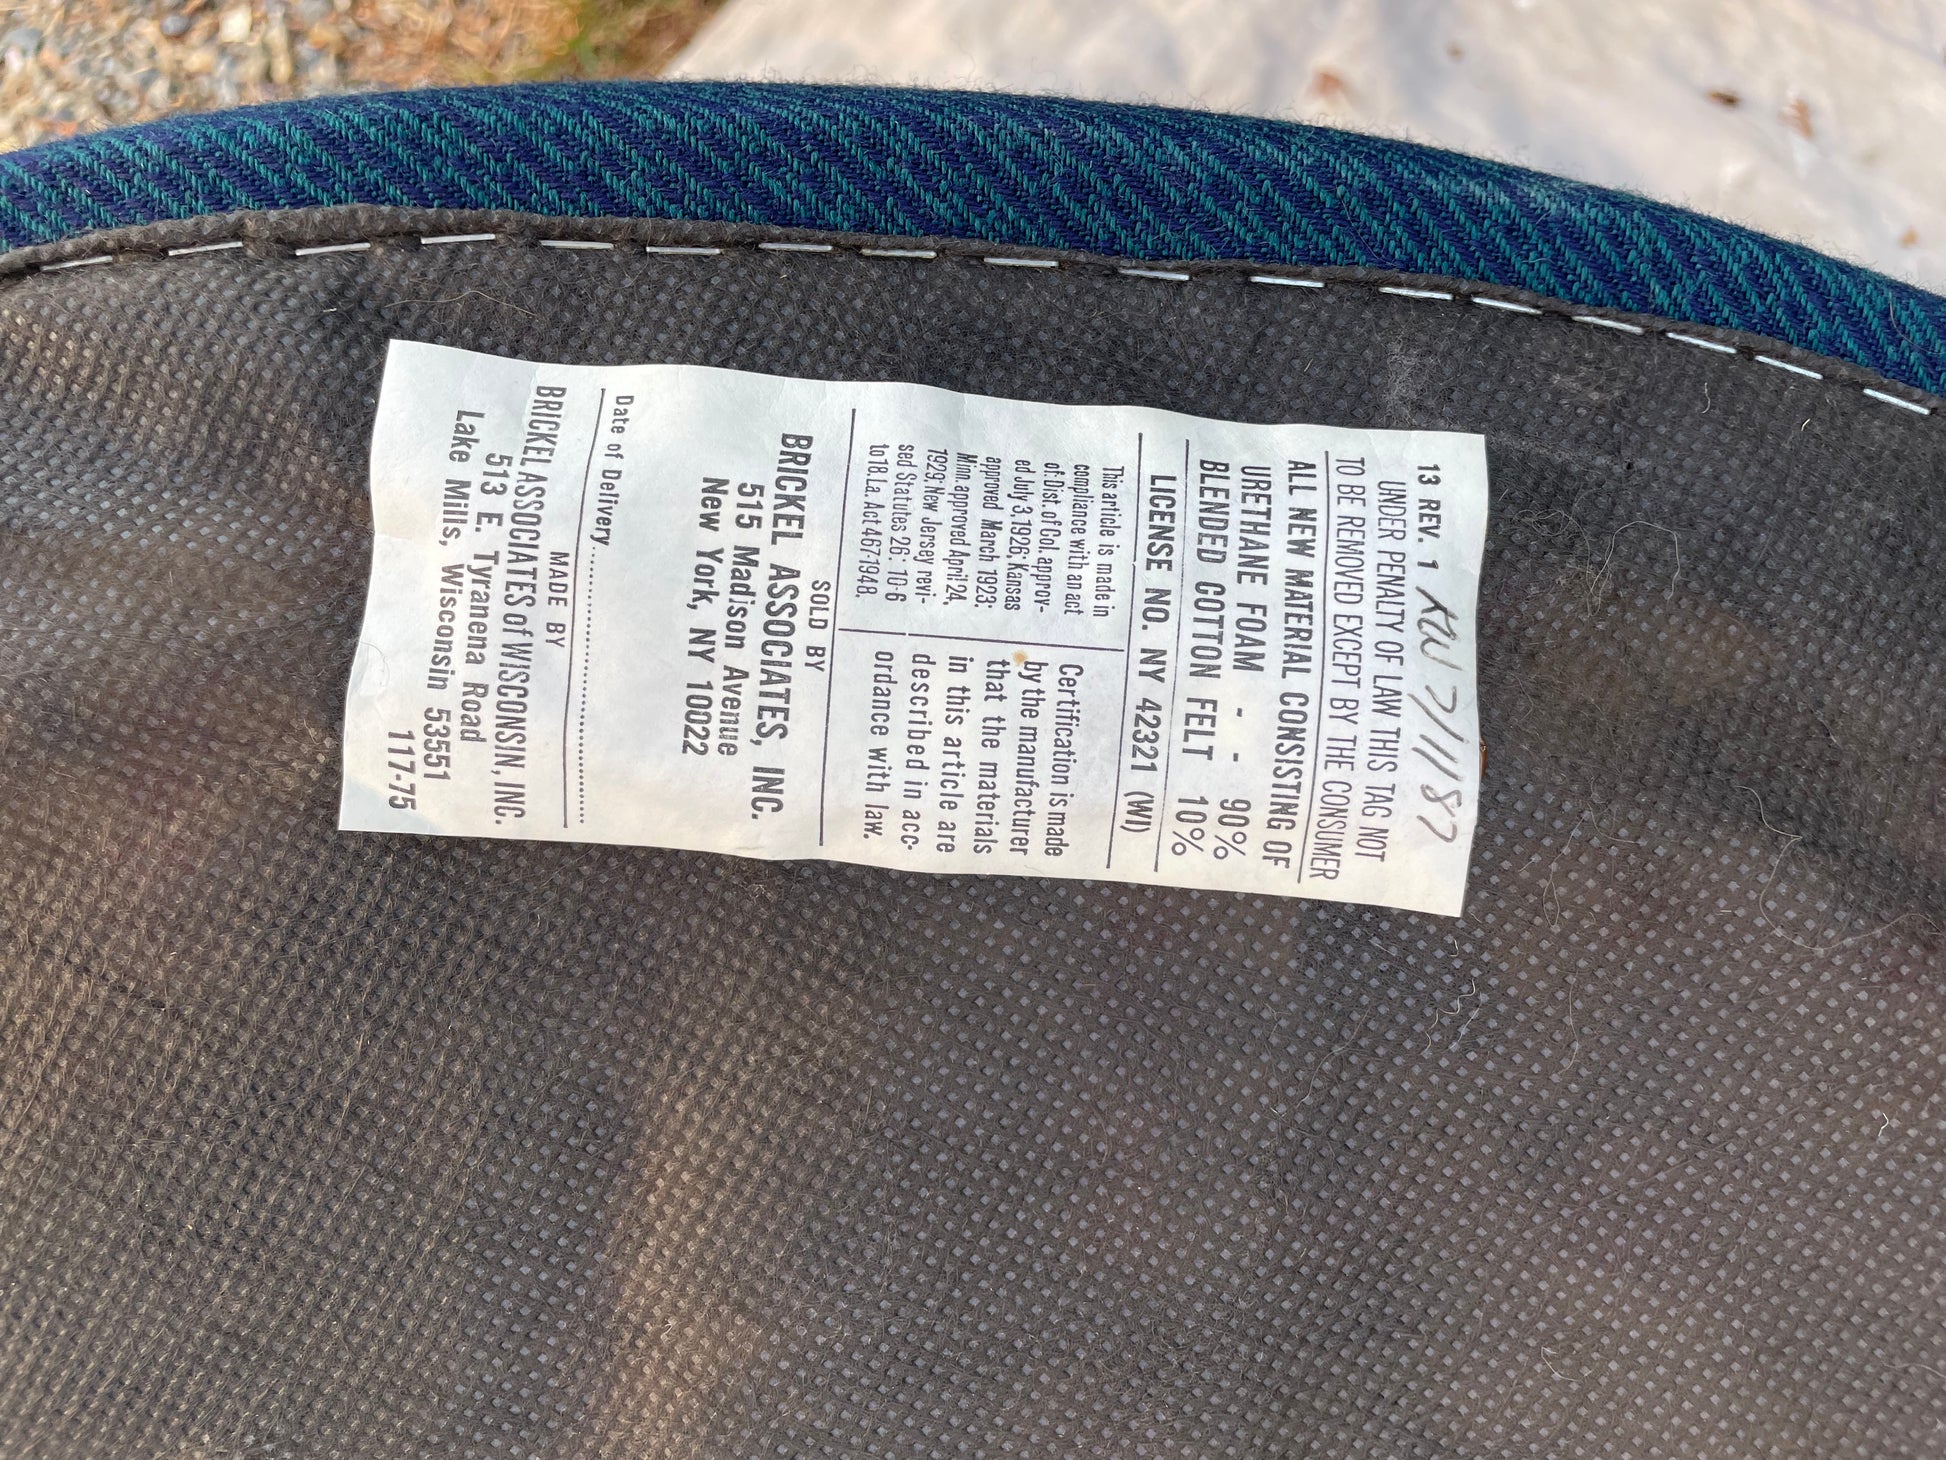 13 REV. 1 7/1/87
UNDER PENALTY OF LAW THIS TAG NOT
TO BE REMOVED EXCEPT BY THE CONSUMER
ALL NEW MATERIAL CONSISTING OF
URETHANE FOAM - - 90%
BLENDED COTTON FELT 10%
LICENSE NO. NY 42321 (WI)
This article is made in
compliance with an act
of Dist. of Col. approv-
ed July 3, 1926; Kansas
approved March 1923;
Minn. approved April 24,
1929; New Jersey revi-
sed Statutes 26: 10-6
to 18. La. Act 467-1948.
Certification is made
by the manufacturer
that the materials
in this article are
described in acc-
ordance with law.
SOLD BY
BRICKEL ASSOCIATES, INC.
515 Madison Avenue
New York, NY 10022
Date of Delivery
MADE BY
BRICKEL ASSOCIATES of WISCONSIN, INC.
513 E. Tyranena Road
Lake Mills, Wisconsin 53551
117-75